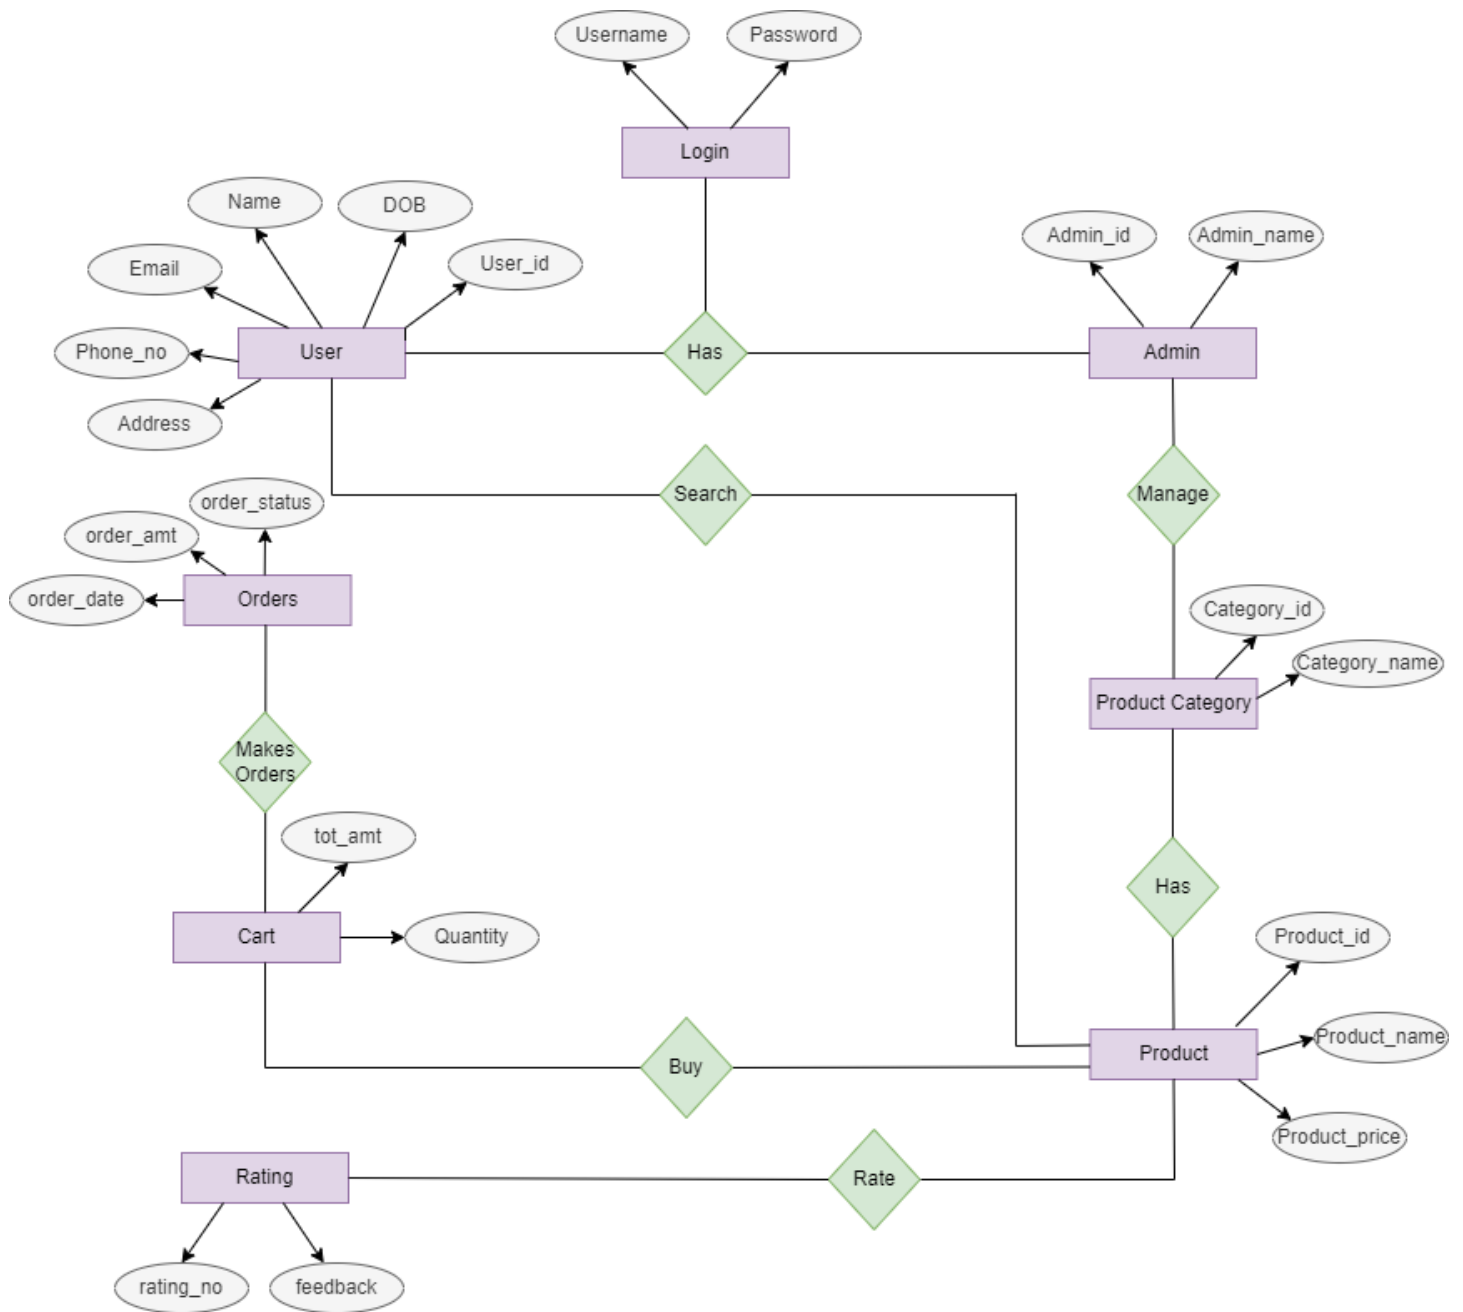 Username
Password
Login
Name
DOB
User_id
Email
Admin_id
Admin_name
Phone_no
User
Has
Admin
Address
order_status
Search
Manage
order_amt
order_date
Orders
Category_id
Category_name
Product Category
Makes
Orders
tot_amt
Has
Cart
Quantity
Product_id
Product_name
Buy
Product
Product_price
Rating
Rate
rating_no
feedback